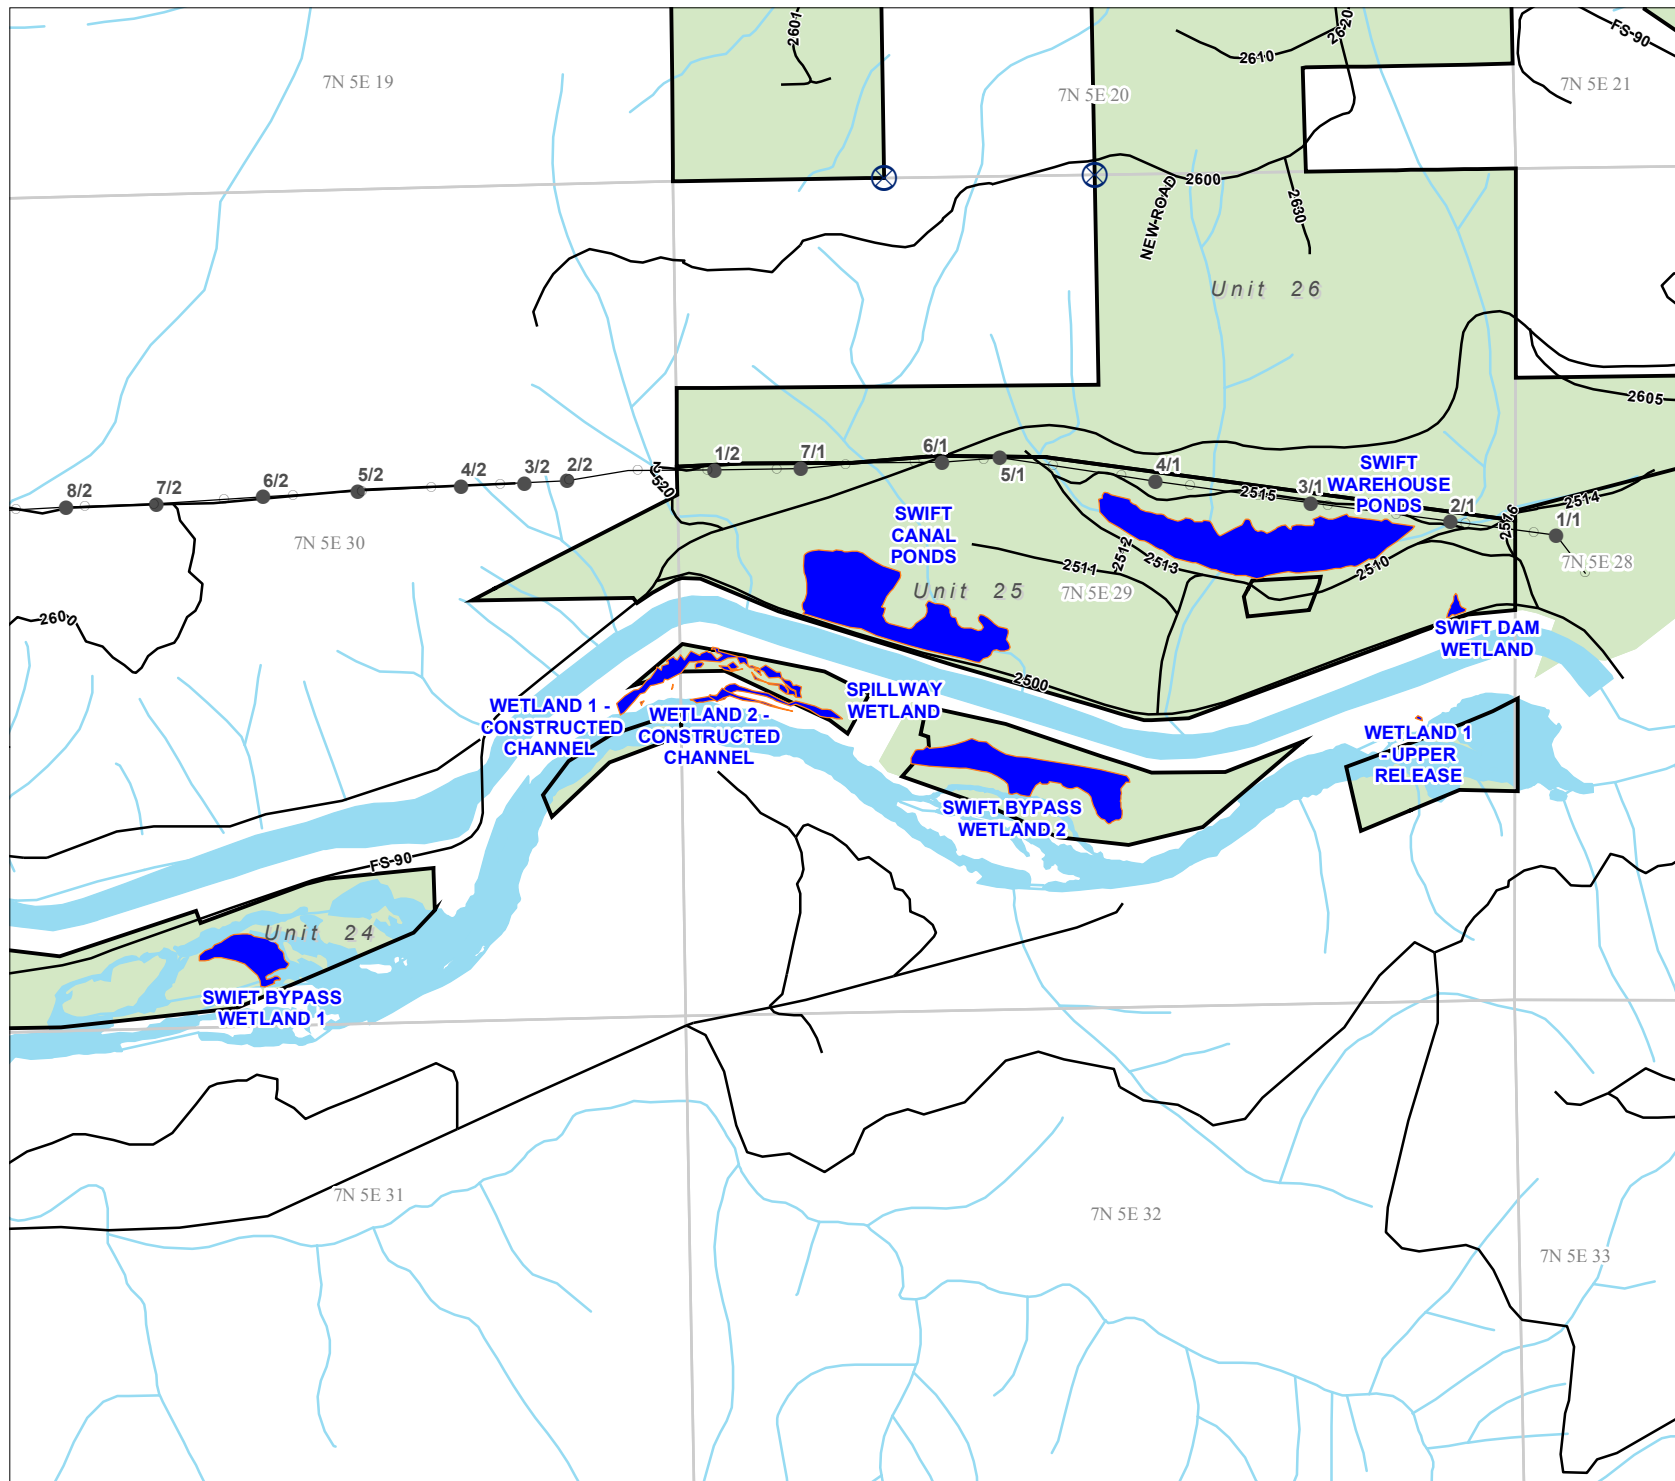 2601
2620
FS-90
2610
7N 5E 19
7N 5E 20
7N 5E 21
2600
NEW-ROAD
2630
Unit 26
2605
6/1
1/2
7/1
5/1
4/1
SWIFT
WAREHOUSE
PONDS
3/2
2/2
4/2
5/2
6/2
7/2
8/2
2520
2515
3/1
2/1
2516
2514
1/1
SWIFT
CANAL
PONDS
7N 5E 30
2512
2513
2511
2510
7N 5E 28
Unit 25
7N 5E 29
2600
SWIFT DAM
WETLAND
2500
SPILLWAY
WETLAND
WETLAND 1 -
CONSTRUCTED
CHANNEL
WETLAND 2 -
CONSTRUCTED
CHANNEL
WETLAND 1
- UPPER
RELEASE
SWIFT BYPASS
WETLAND 2
FS-90
Unit 24
SWIFT BYPASS
WETLAND 1
7N 5E 31
7N 5E 32
7N 5E 33